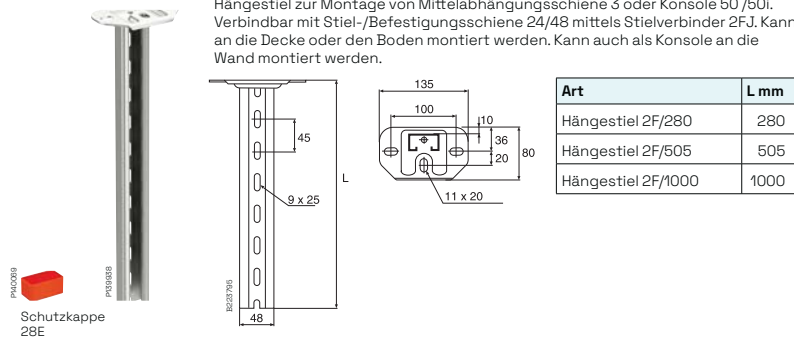 Hängestiel zur Montage von Mittelabhängungsschiene 3 oder Konsole 50 /50i.
Verbindbar mit Stiel-/Befestigungsschiene 24/48 mittels Stielverbinder 2FJ. Kann
an die Decke oder den Boden montiert werden. Kann auch als Konsole an die
Wand montiert werden.
135
100
10
36
20
80
11 x 20
45
L
9 x 25
48
B223795
Art L mm
Hängestiel 2F/280 280
Hängestiel 2F/505 505
Hängestiel 2F/1000 1000
P140069
P139938
Schutzkappe
28E